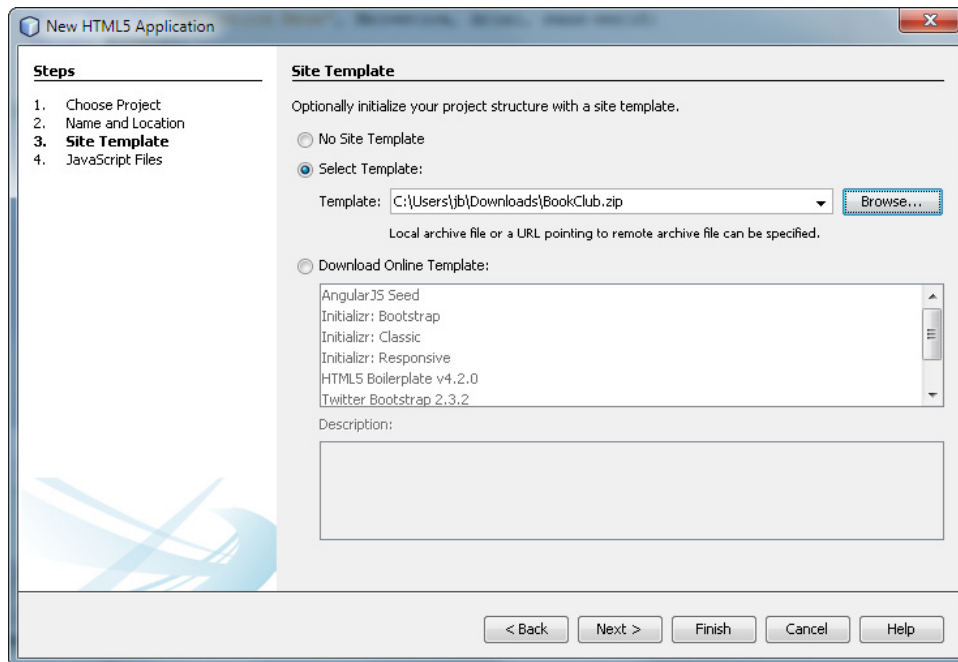 New HTML5 Application
Steps
1. Choose Project
2. Name and Location
3. Site Template
4. JavaScript Files
Site Template
Optionally initialize your project structure with a site template.
No Site Template
Select Template:
Template: C:\Users\jb\Downloads\BookClub.zip Browse...
Local archive file or a URL pointing to remote archive file can be specified.
Download Online Template:
AngularJS Seed
Initializr: Bootstrap
Initializr: Classic
Initializr: Responsive
HTML5 Boilerplate v4.2.0
Twitter Bootstrap 2.3.2
Description:
< Back Next > Finish Cancel Help